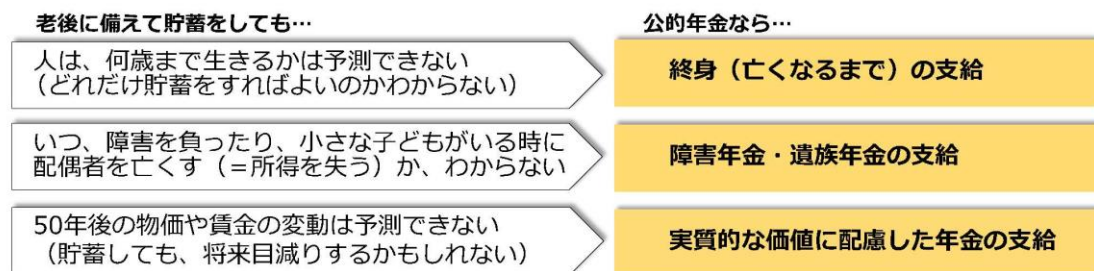 老後に備えて貯蓄をしても…
公的年金なら…
人は、何歳まで生きるかは予測できない
（どれだけ貯蓄をすればよいのかわからない）
終身（亡くなるまで）の支給
いつ、障害を負ったり、小さな子どもがいる時に
配偶者を亡くす（＝所得を失う）か、わからない
障害年金・遺族年金の支給
50年後の物価や賃金の変動は予測できない
（貯蓄しても、将来目減りするかもしれない）
実質的な価値に配慮した年金の支給